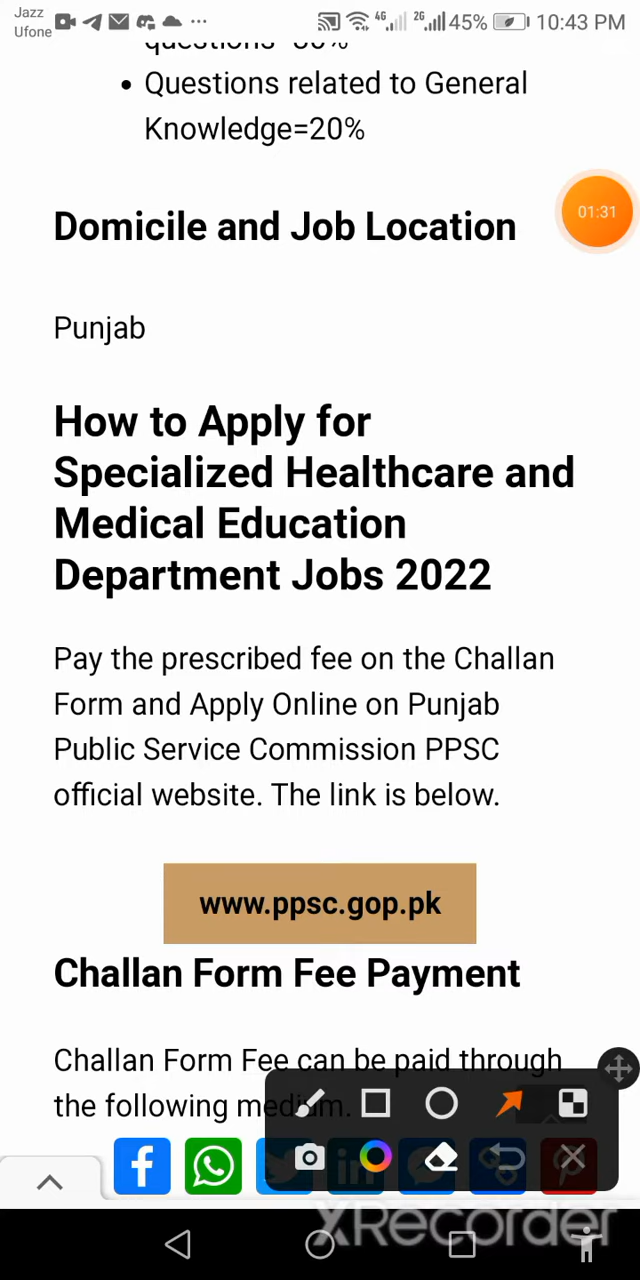 Jazz
Ufone
4G 2G 45% 10:43 PM
Questions related to General
Knowledge=20%
01:31
Domicile and Job Location
Punjab
How to Apply for
Specialized Healthcare and
Medical Education
Department Jobs 2022
Pay the prescribed fee on the Challan
Form and Apply Online on Punjab
Public Service Commission PPSC
official website. The link is below.
www.ppsc.gop.pk
Challan Form Fee Payment
Challan Form Fee can be paid through
the following medium.
XRecorder